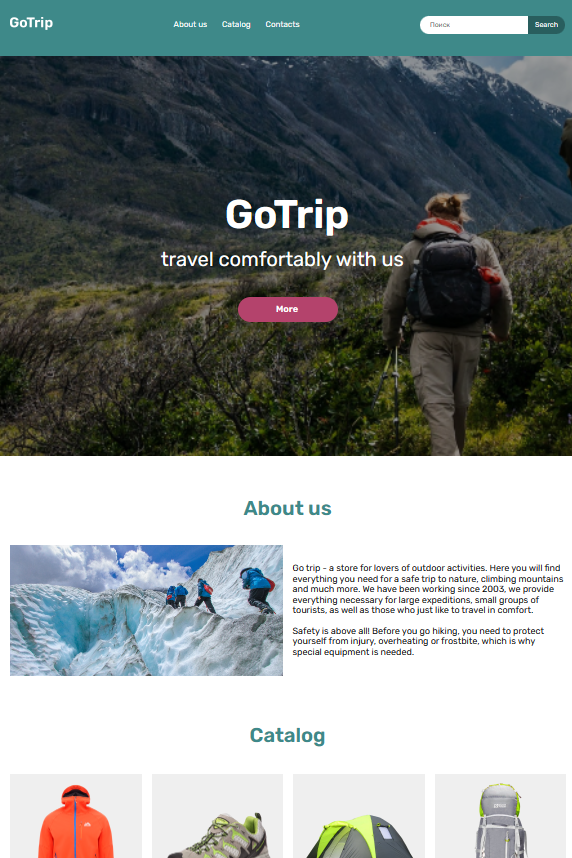 GoTrip
About us Catalog Contacts
Поиск
Search
GoTrip
travel comfortably with us
More
About us
Go trip - a store for lovers of outdoor activities. Here you will find
everything you need for a safe trip to nature, climbing mountains
and much more. We have been working since 2003, we provide
everything necessary for large expeditions, small groups of
tourists, as well as those who just like to travel in comfort.
Safety is above all! Before you go hiking, you need to protect
yourself from injury, overheating or frostbite, which is why
special equipment is needed.
Catalog